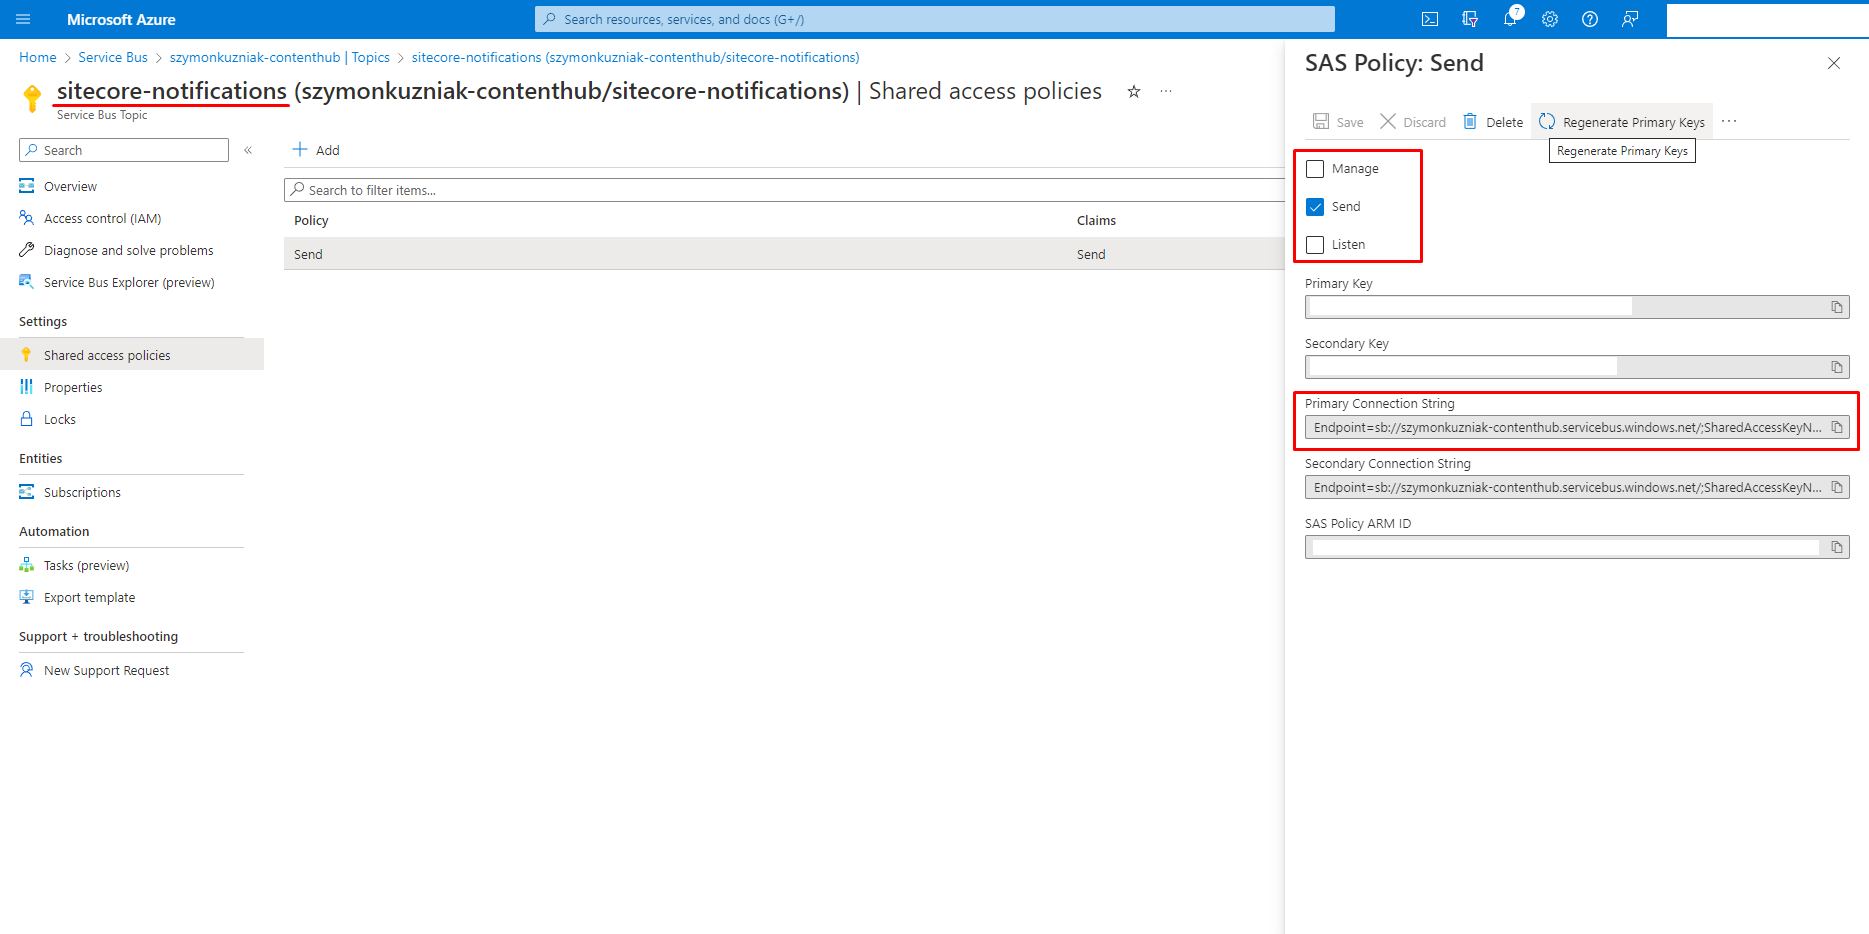 Microsoft Azure
Search resources, services, and docs (G+/)
7
Home > Service Bus > szymonkuzniak-contenthub | Topics > sitecore-notifications (szymonkuzniak-contenthub/sitecore-notifications)
sitecore-notifications (szymonkuzniak-contenthub/sitecore-notifications) | Shared access policies
Service Bus Topic
Search
Overview
Access control (IAM)
Diagnose and solve problems
Service Bus Explorer (preview)
Settings
Shared access policies
Properties
Locks
Entities
Subscriptions
Automation
Tasks (preview)
Export template
Support + troubleshooting
New Support Request
Add
Search to filter items...
Policy Claims
Send Send
SAS Policy: Send
Save Discard Delete Regenerate Primary Keys
Regenerate Primary Keys
Manage
Send
Listen
Primary Key
Secondary Key
Primary Connection String
Endpoint=sb://szymonkuzniak-contenthub.servicebus.windows.net/;SharedAccessKeyN...
Secondary Connection String
Endpoint=sb://szymonkuzniak-contenthub.servicebus.windows.net/;SharedAccessKeyN...
SAS Policy ARM ID